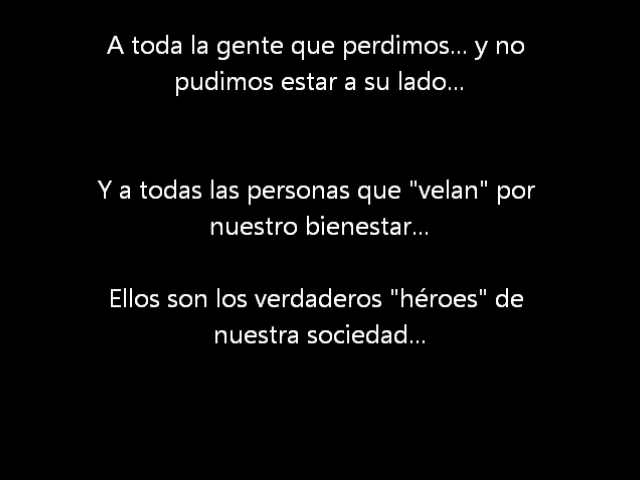 A toda la gente que perdimos... y no
pudimos estar a su lado...
Y a todas las personas que "velan" por
nuestro bienestar...
Ellos son los verdaderos "héroes" de
nuestra sociedad...